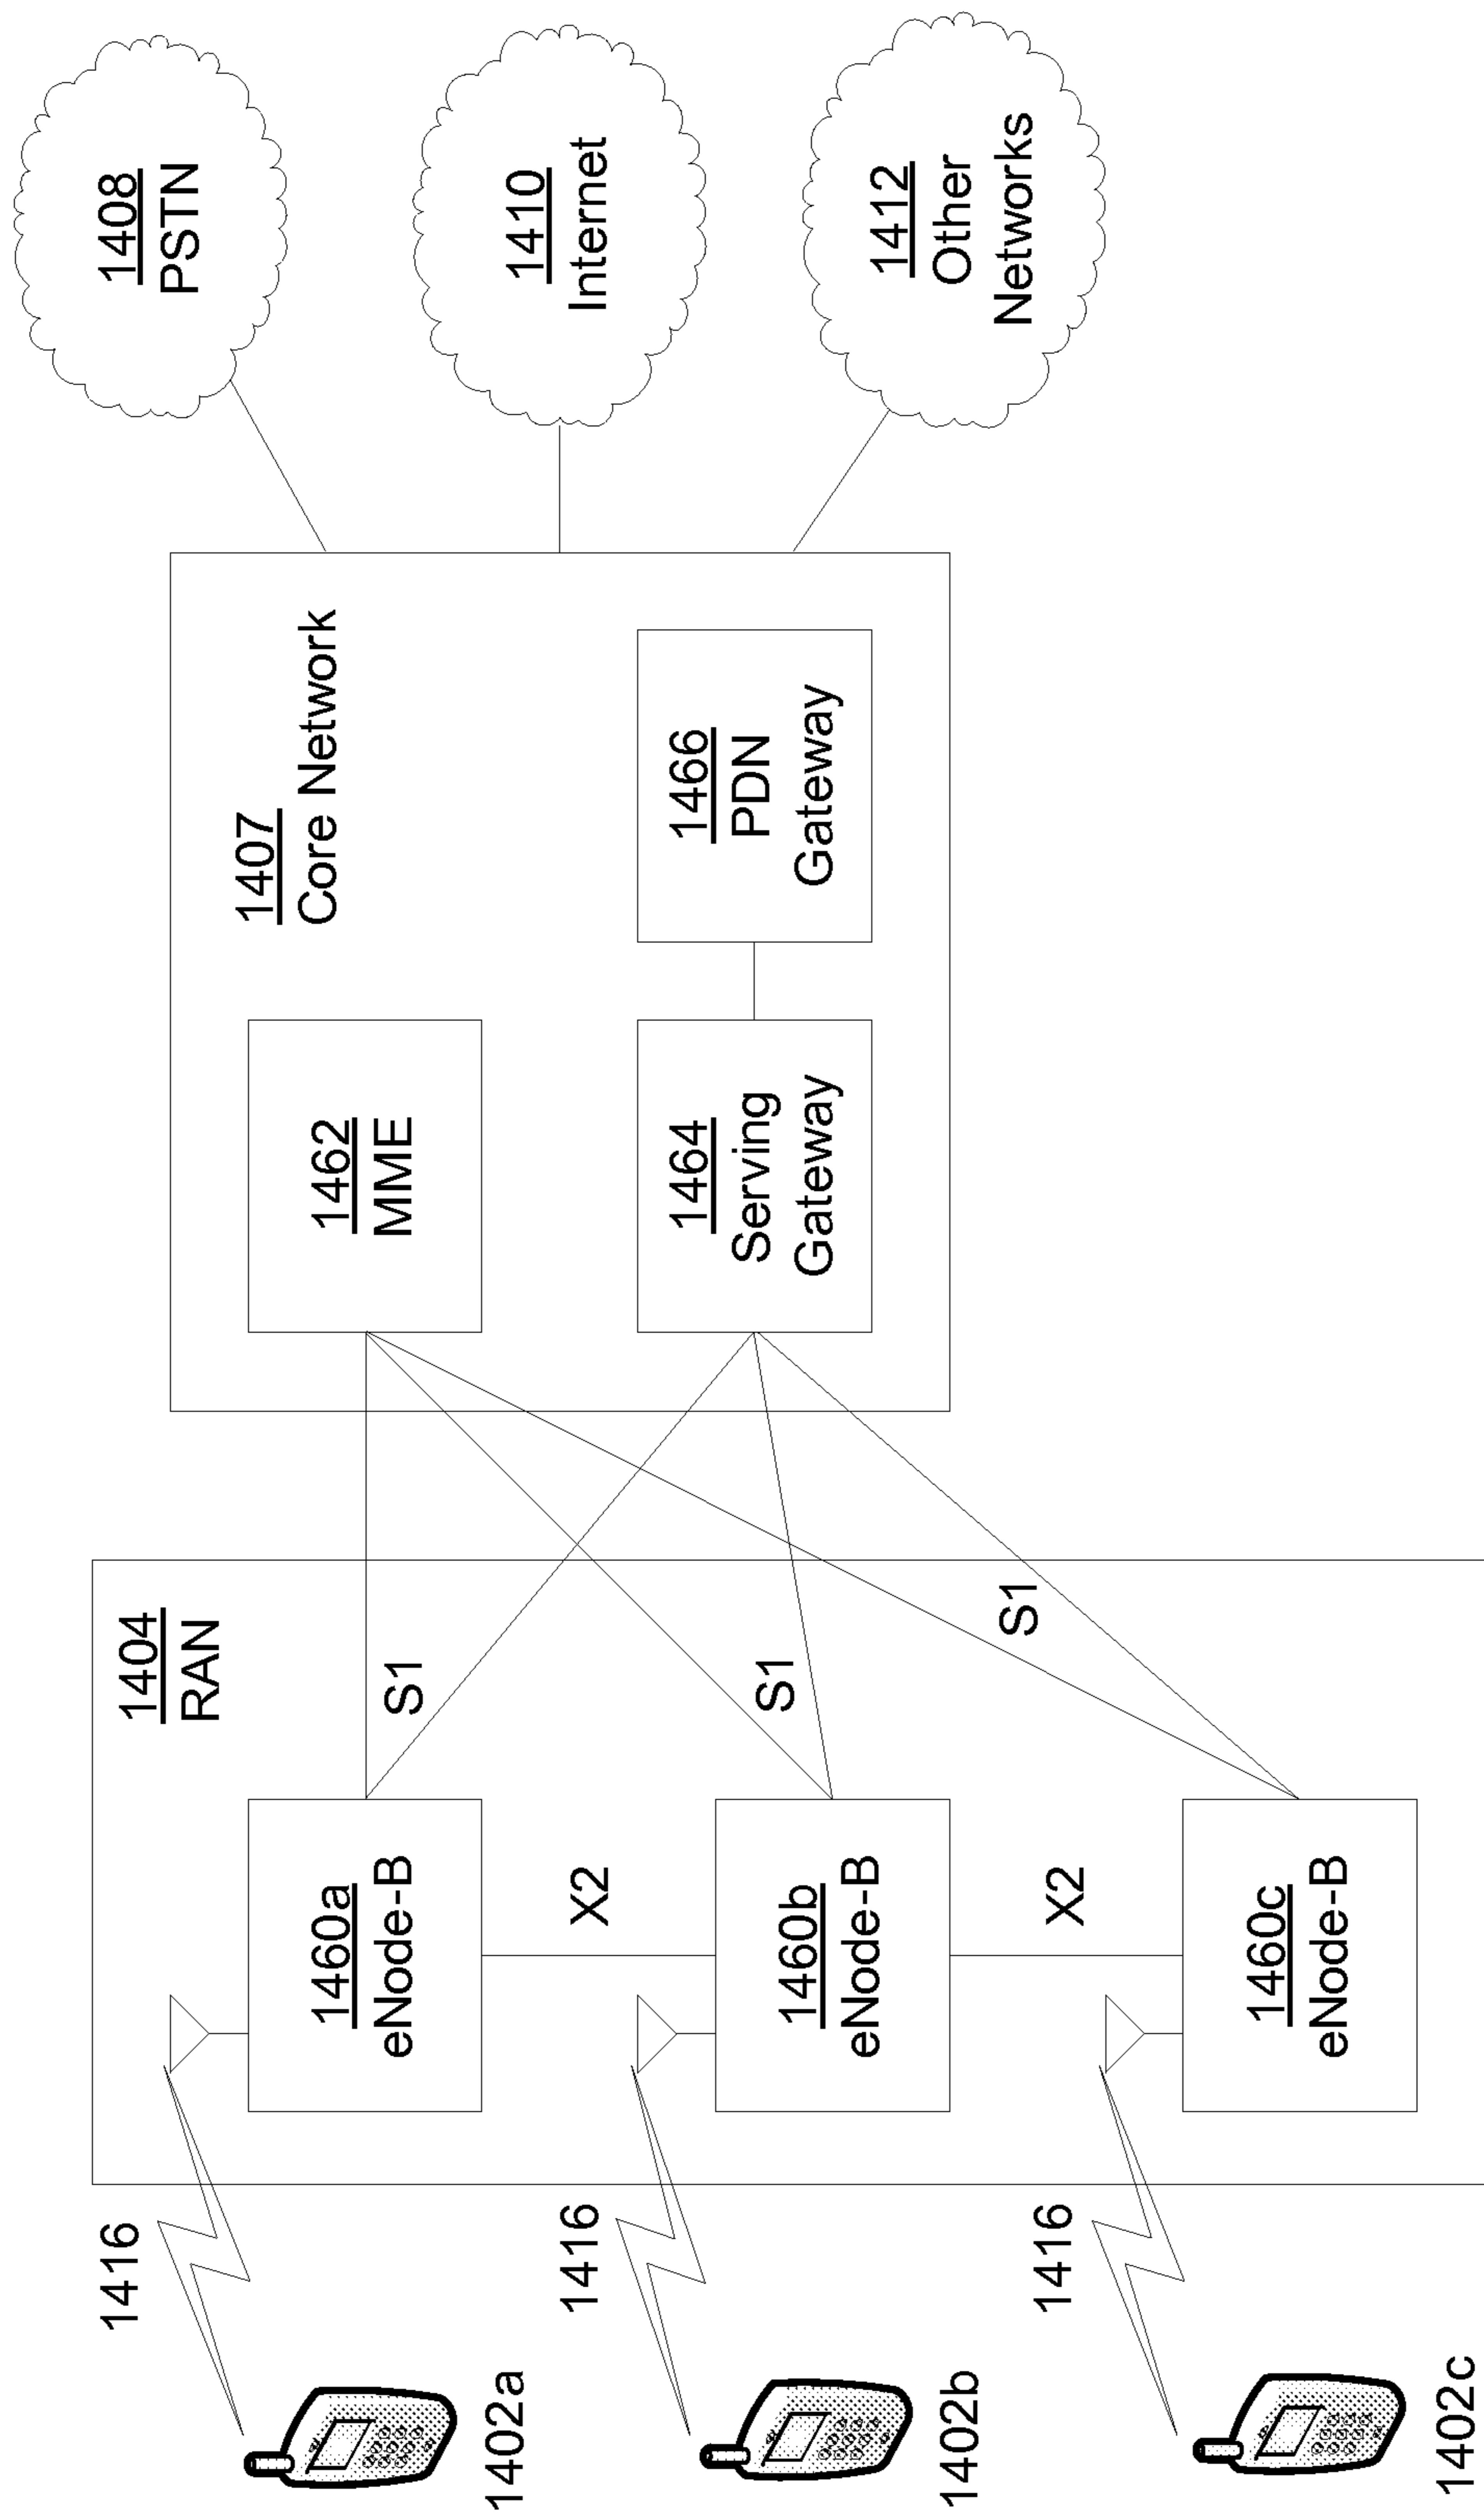 1402a
1416
1402b
1416
1402c
1416
1404
RAN
1460a
eNode-B
S1
X2
1460b
eNode-B
S1
X2
1460c
eNode-B
S1
1407
Core Network
1462
MME
1464
Serving
Gateway
1466
PDN
Gateway
1408
PSTN
1410
Internet
1412
Other
Networks